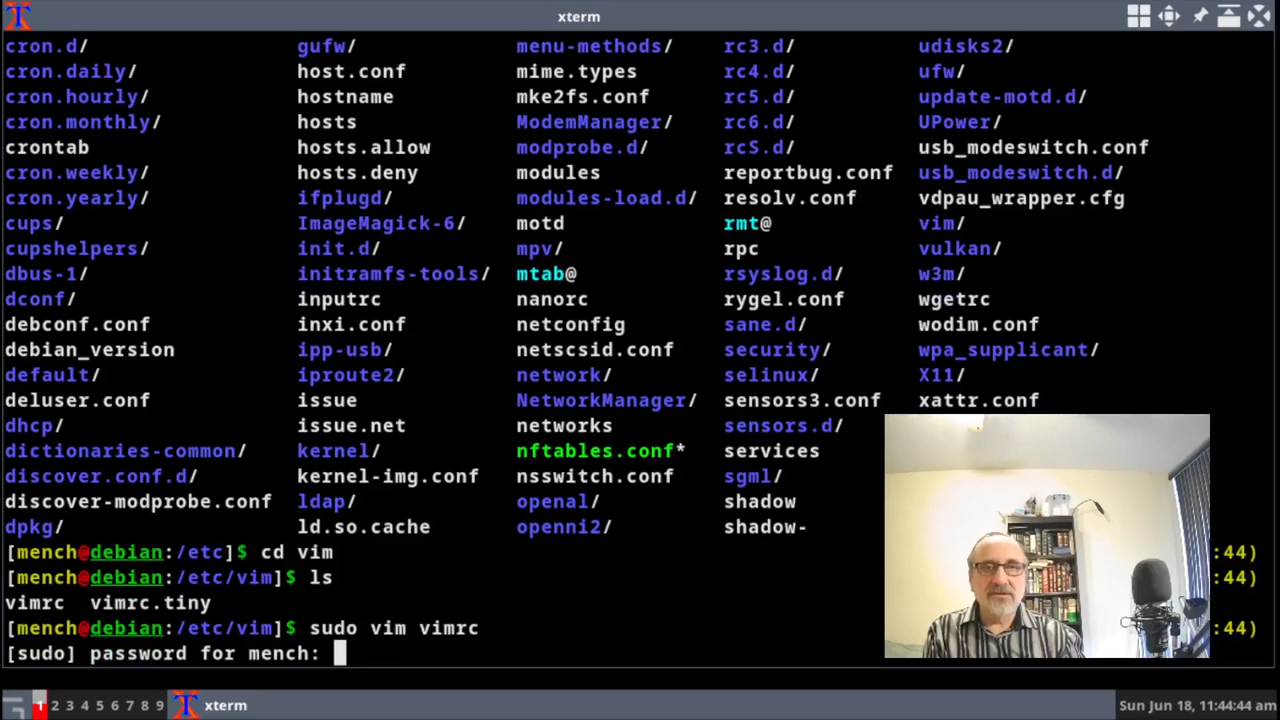 xterm
cron.d/ gufw/ menu-methods/ rc3.d/ udisks2/
cron.daily/ host.conf mime.types rc4.d/ ufw/
cron.hourly/ hostname mke2fs.conf rc5.d/ update-motd.d/
cron.monthly/ hosts ModemManager/ rc6.d/ UPower/
crontab hosts.allow modprobe.d/ rcS.d/ usb_modeswitch.conf
cron.weekly/ hosts.deny modules reportbug.conf usb_modeswitch.d/
cron.yearly/ ifplugd/ modules-load.d/ resolv.conf vdpau_wrapper.cfg
cups/ ImageMagick-6/ motd rmt@ vim/
cupshelpers/ init.d/ mpv/ rpc vulkan/
dbus-1/ initramfs-tools/ mtab@ rsyslog.d/ w3m/
dconf/ inputrc nanorc rygel.conf wgetrc
debconf.conf inxi.conf netconfig sane.d/ wodim.conf
debian_version ipp-usb/ netscsid.conf security/ wpa_supplicant/
default/ iproute2/ network/ selinux/ X11/
deluser.conf issue NetworkManager/ sensors3.conf xattr.conf
dhcp/ issue.net networks sensors.d/
dictionaries-common/ kernel/ nftables.conf* services
discover.conf.d/ kernel-img.conf nsswitch.conf sgml/
discover-modprobe.conf ldap/ openal/ shadow
dpkg/ ld.so.cache openni2/ shadow-
[mench@debian:/etc]$ cd vim :44)
[mench@debian:/etc/vim]$ ls :44)
vimrc vimrc.tiny
[mench@debian:/etc/vim]$ sudo vim vimrc :44)
[sudo] password for mench:
1 2 3 4 5 6 7 8 9 xterm Sun Jun 18, 11:44:44 am